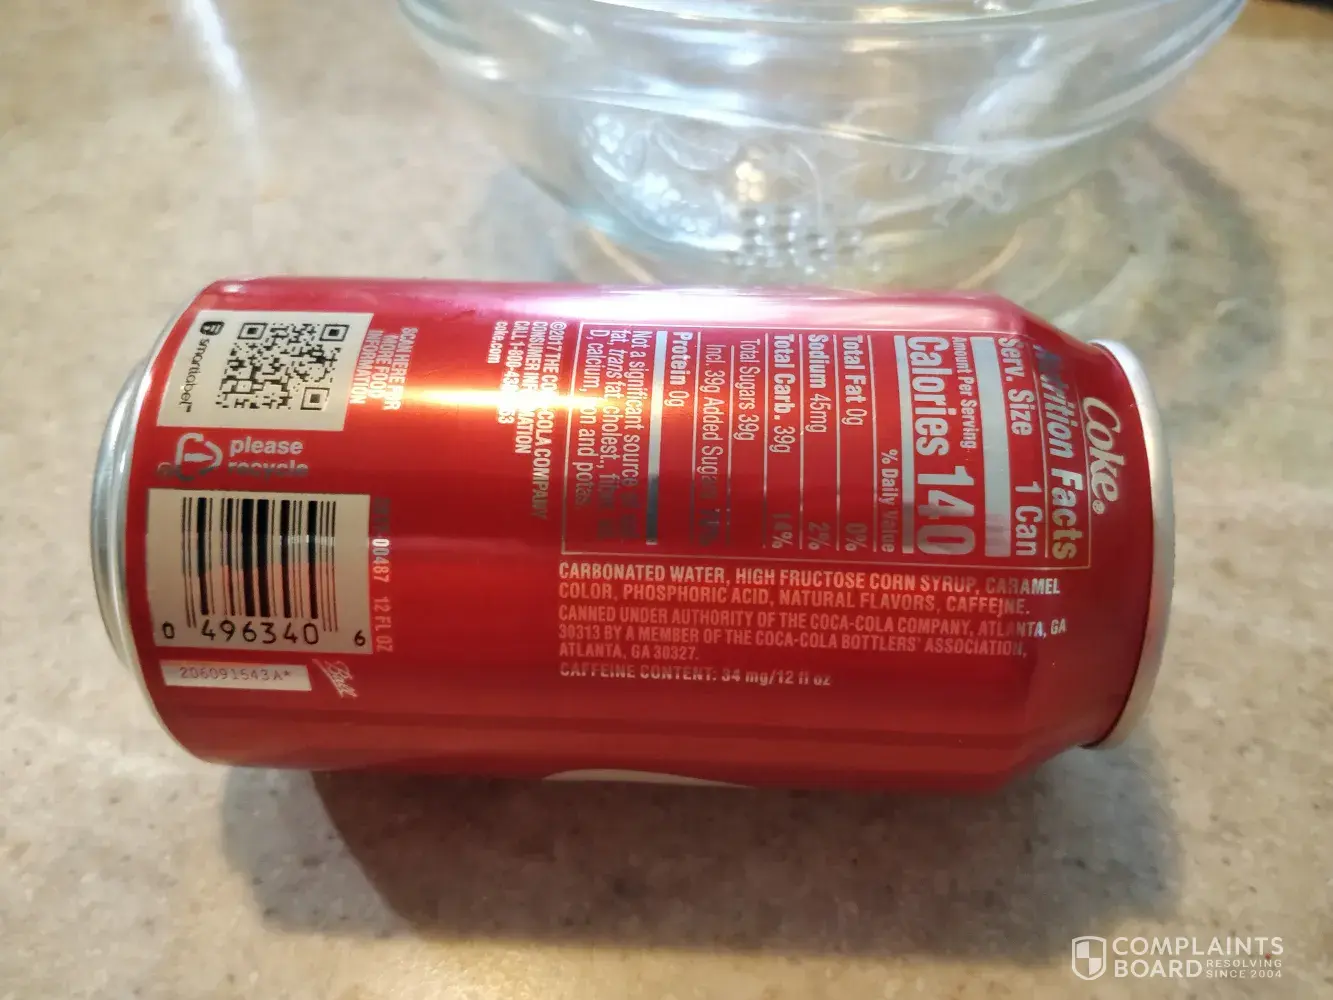 Coke®
Nutrition Facts
Serv. Size 1 Can
Amount Per Serving
Calories 140
% Daily Value
Total Fat 0g 0%
Sodium 45mg 2%
Total Carb. 39g 14%
Total Sugars 39g
Incl. 39g Added Sugars
Protein 0g
Not a significant source of sat.
fat, trans fat, cholest., fiber, vit.
D, calcium, iron and potas.
CARBONATED WATER, HIGH FRUCTOSE CORN SYRUP, CARAMEL
COLOR, PHOSPHORIC ACID, NATURAL FLAVORS, CAFFEINE.
CANNED UNDER AUTHORITY OF THE COCA-COLA COMPANY, ATLANTA, GA
30313 BY A MEMBER OF THE COCA-COLA BOTTLERS' ASSOCIATION,
ATLANTA, GA 30327.
CAFFEINE CONTENT: 34 mg/12 fl oz
©2017 THE COCA-COLA COMPANY
CONSUMER INFORMATION
CALL
coke.com
SCAN HERE FOR
MORE FOOD
INFORMATION
smartlabel™
please
recycle
00487 12 FL OZ
0 496340 6
206091543A*
Ball
COMPLAINTS
BOARD RESOLVING
SINCE 2004